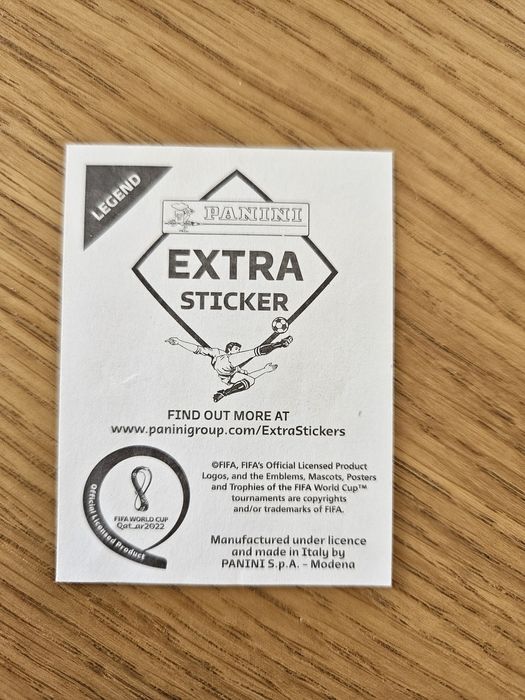 LEGEND
PANINI
EXTRA
STICKER
FIND OUT MORE AT
www.paninigroup.com/ExtraStickers
©FIFA, FIFA's Official Licensed Product
Logos, and the Emblems, Mascots, Posters
and Trophies of the FIFA World Cup™
tournaments are copyrights
and/or trademarks of FIFA.
FIFA WORLD CUP
Qatar2022
Official Licensed Product
Manufactured under licence
and made in Italy by
PANINI S.p.A. - Modena